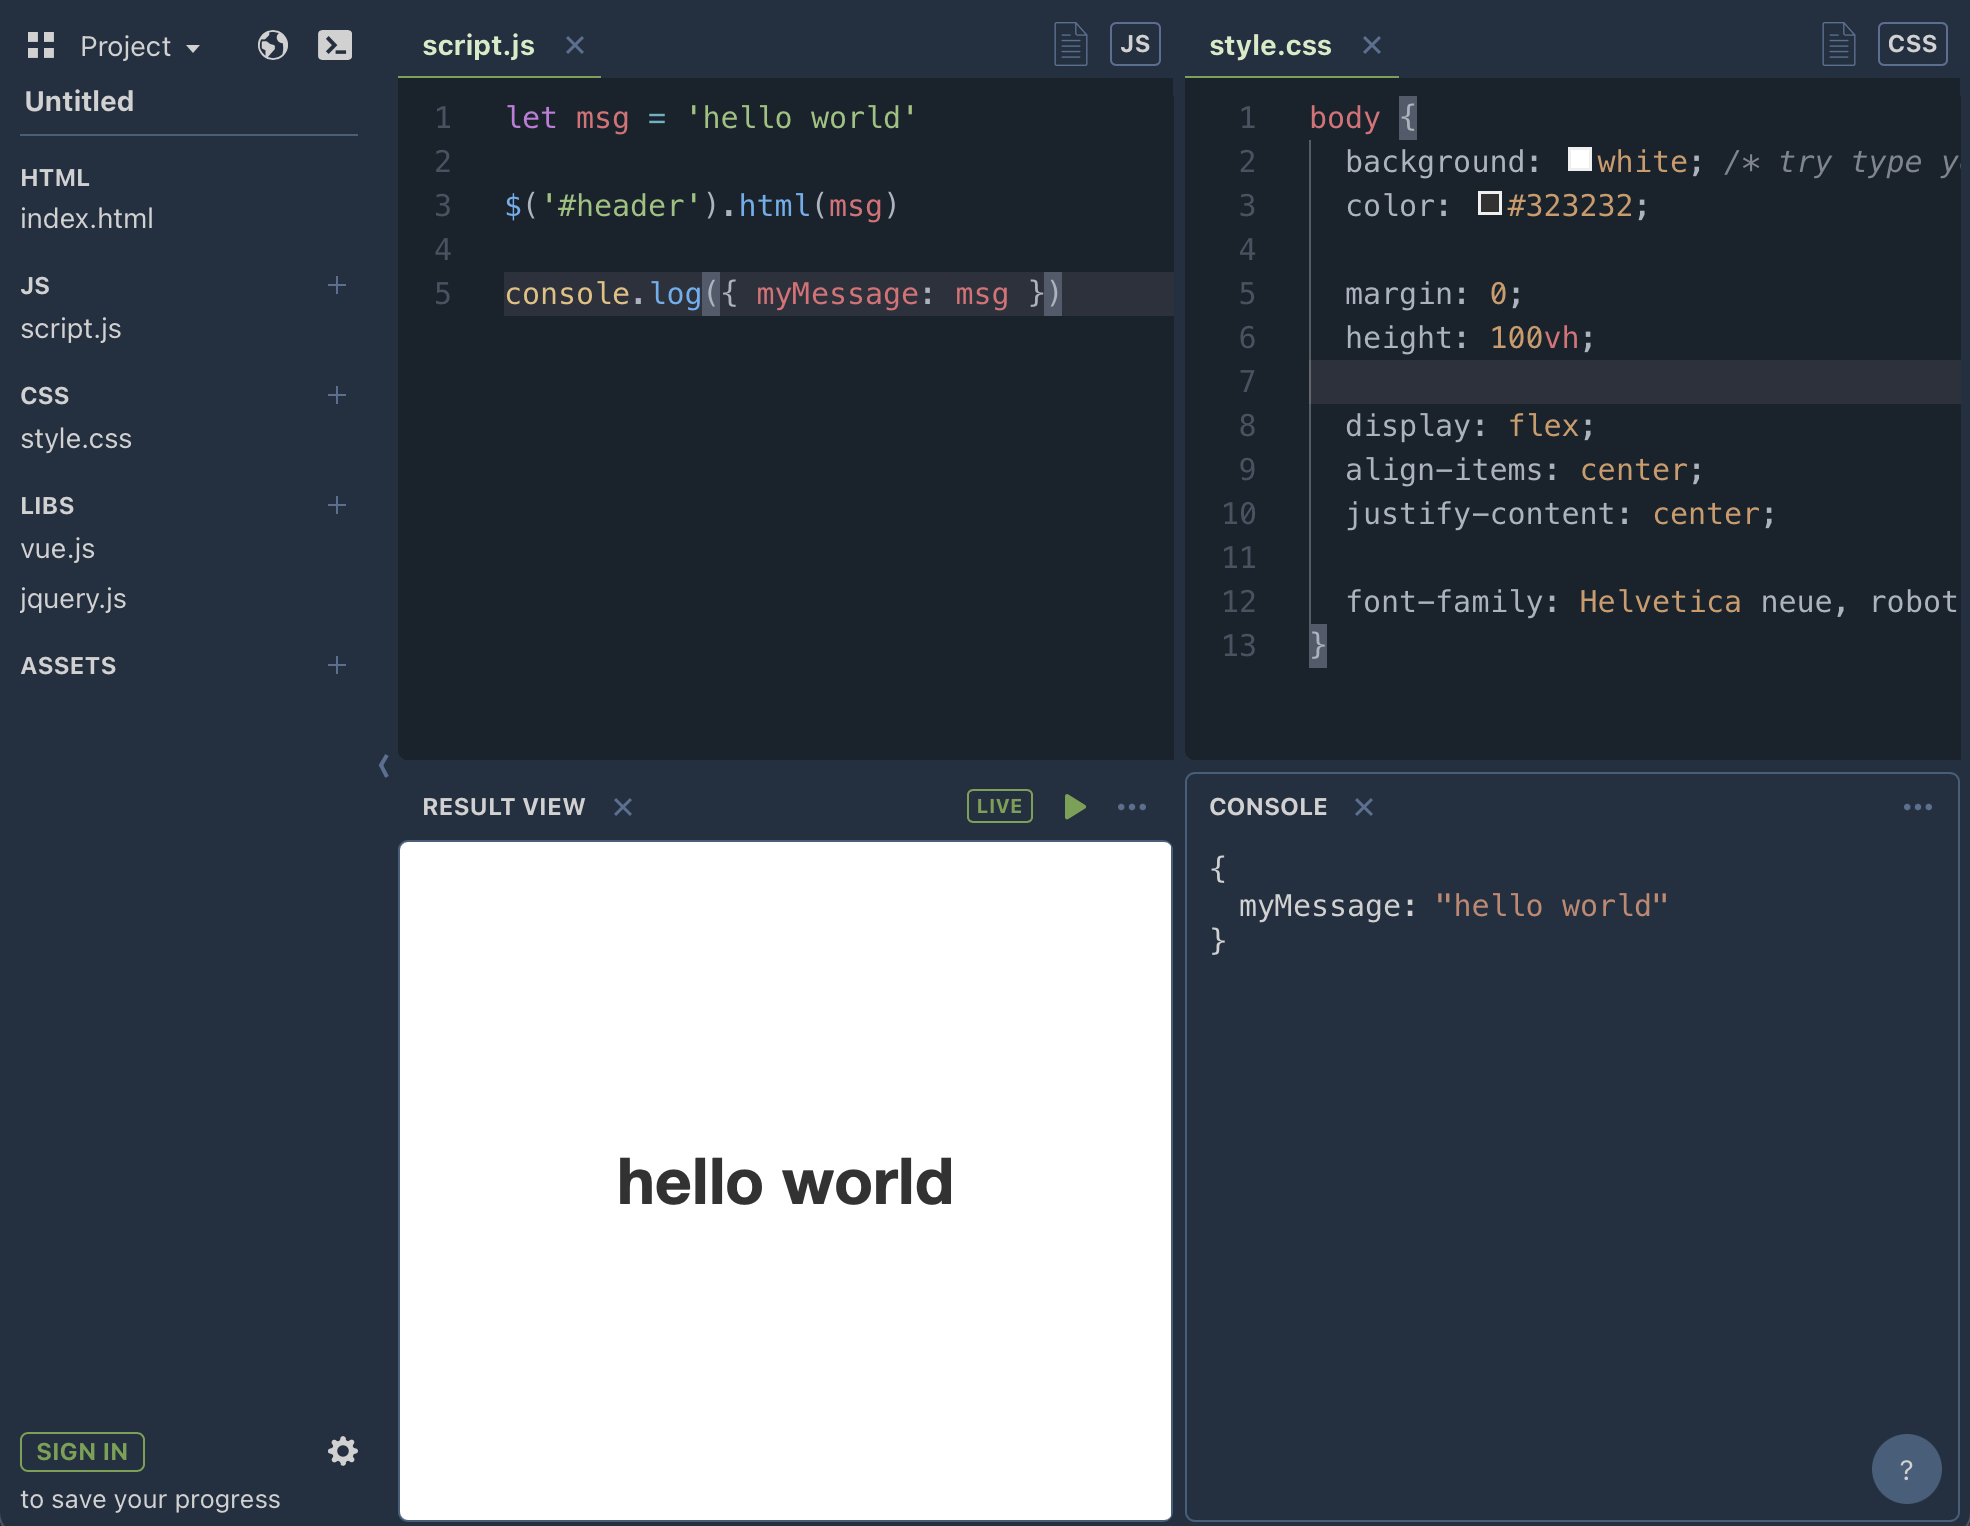 Project
Untitled
HTML
index.html
JS
script.js
CSS
style.css
LIBS
vue.js
jquery.js
ASSETS
SIGN IN
to save your progress
script.js
JS
1 let msg = 'hello world'
2
3 $('#header').html(msg)
4
5 console.log({ myMessage: msg })
style.css
CSS
1 body {
2 background: white; /* try type
3 color: #323232;
4
5 margin: 0;
6 height: 100vh;
7
8 display: flex;
9 align-items: center;
10 justify-content: center;
11
12 font-family: Helvetica neue, robot
13 }
RESULT VIEW
LIVE
hello world
CONSOLE
{
myMessage: "hello world"
}
?